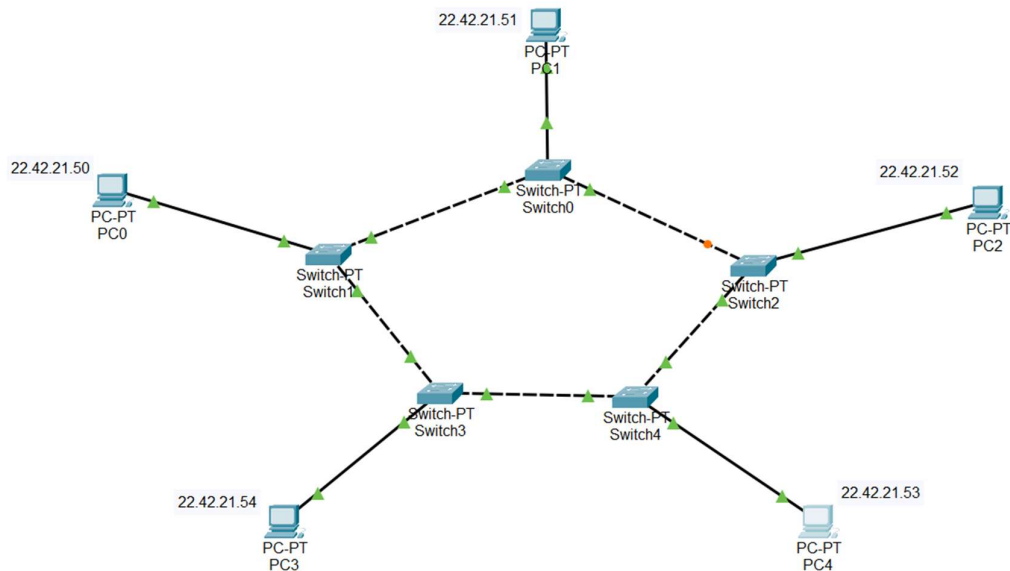 22.42.21.51
PC-PT
PC1
22.42.21.50
PC-PT
PC0
Switch-PT
Switch0
22.42.21.52
PC-PT
PC2
Switch-PT
Switch1
Switch-PT
Switch2
Switch-PT
Switch3
Switch-PT
Switch4
22.42.21.54
PC-PT
PC3
22.42.21.53
PC-PT
PC4